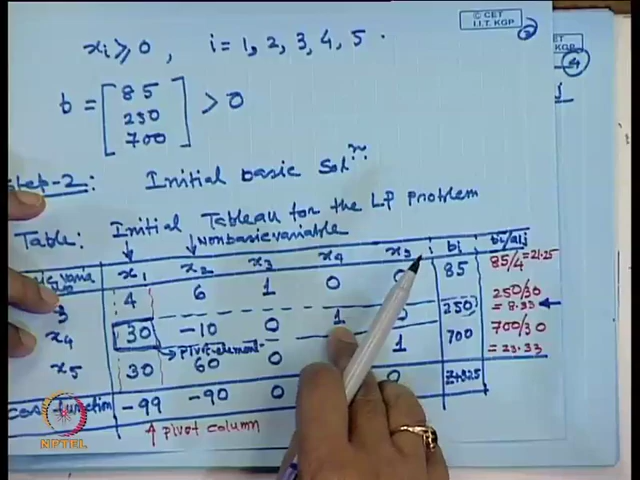 © CET
I.I.T. KGP
2
4
xi ≥ 0 , i = 1, 2, 3, 4, 5 .
b = [ 85 250 700 ] > 0
Step-2: Initial basic Solⁿ:
Table: Initial Tableau for the LP problem
Nonbasic variable
x1 x2 x3 x4 x5 bi bi/aij
4 6 1 0 0 85 85/4 = 21.25
x4 30 -10 0 1 0 250 250/30 = 8.33
→ Pivot-element
x5 30 60 0 1 700 700/30 = 23.33
cost function -99 -90 0 0
↑ pivot column
NPTEL